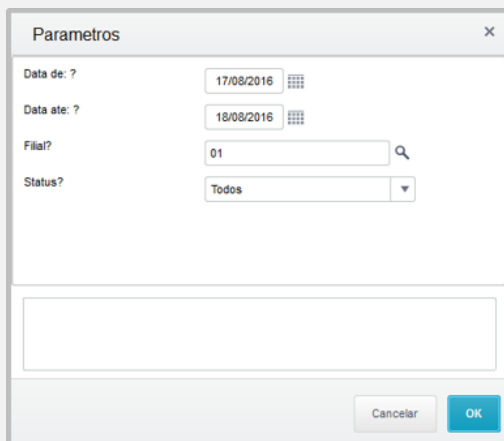 Parametros
Data de: ? 17/08/2016
Data ate: ? 18/08/2016
Filial? 01
Status? Todos
Cancelar OK